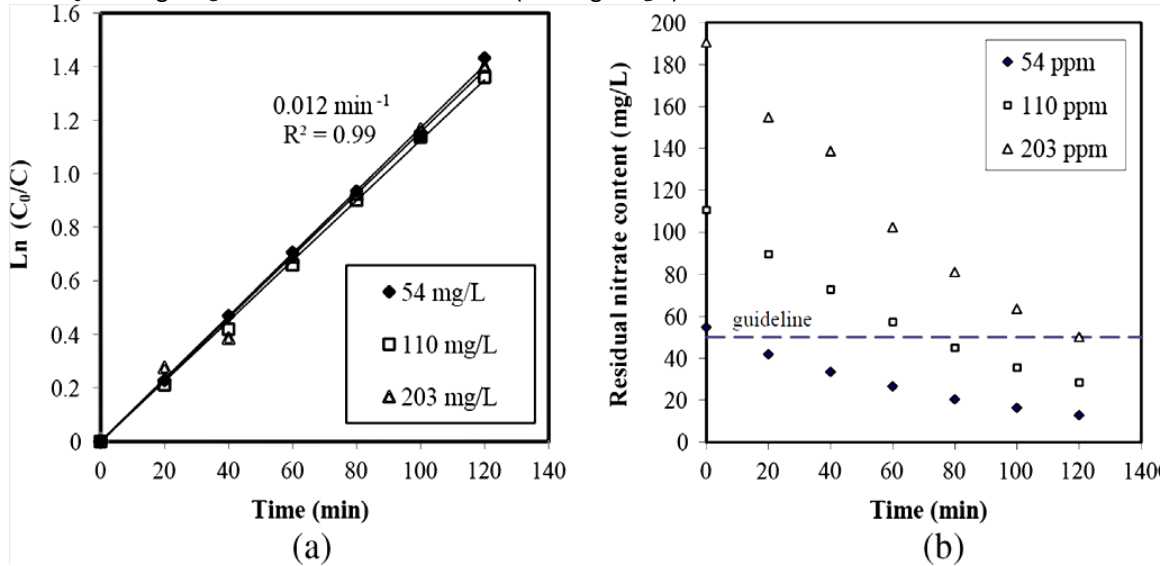 1.6
1.4
1.2
1.0
0.8
0.6
0.4
0.2
0
Ln (C₀/C)
0.012 min⁻¹
R² = 0.99
54 mg/L
110 mg/L
203 mg/L
0 20 40 60 80 100 120 140
Time (min)
(a)
200
180
160
140
120
100
80
60
40
20
0
Residual nitrate content (mg/L)
54 ppm
110 ppm
203 ppm
guideline
0 20 40 60 80 100 120 140
Time (min)
(b)